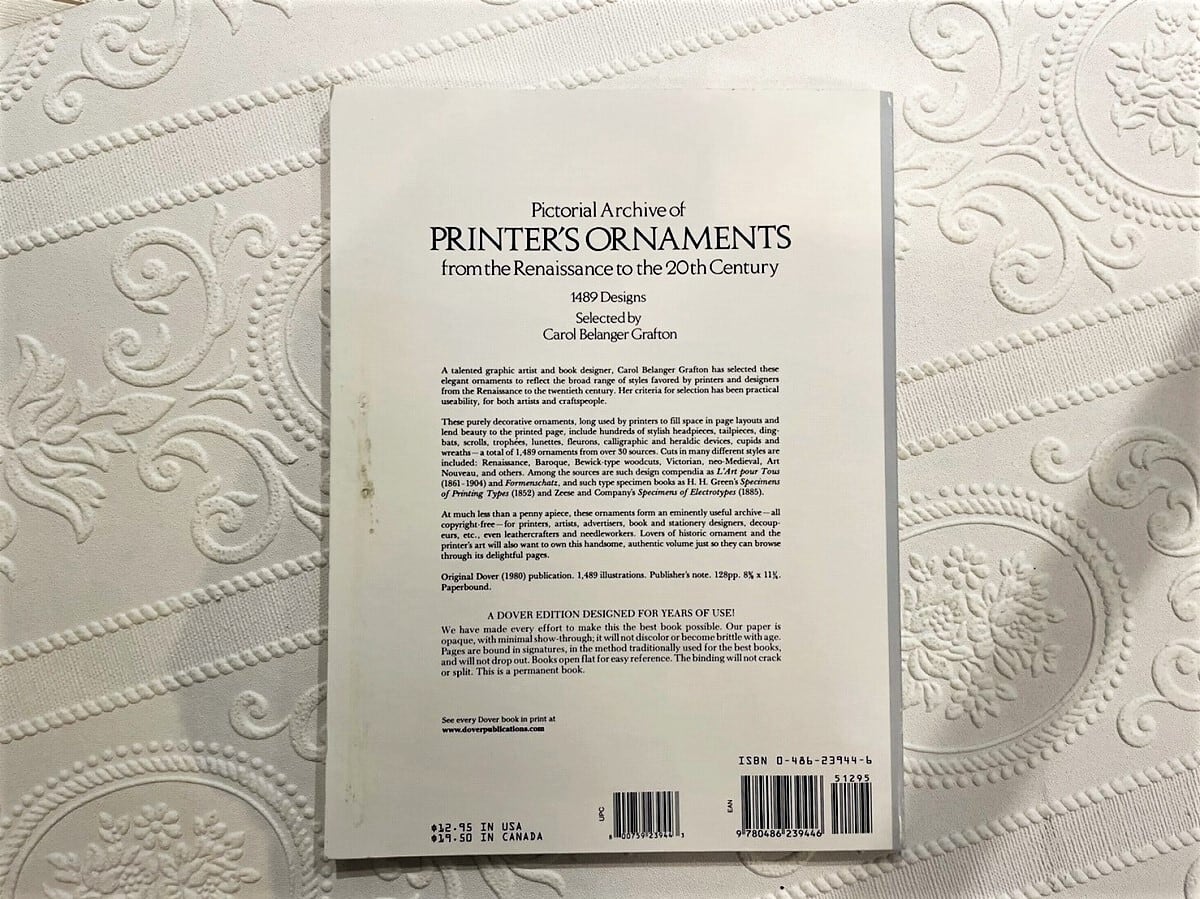 Pictorial Archive of
PRINTER'S ORNAMENTS
from the Renaissance to the 20th Century
1489 Designs
Selected by
Carol Belanger Grafton
A talented graphic artist and book designer, Carol Belanger Grafton has selected these
elegant ornaments to reflect the broad range of styles favored by printers and designers
from the Renaissance to the twentieth century. Her criteria for selection has been practical
useability, for both artists and craftspeople.
These purely decorative ornaments, long used by printers to fill space in page layouts and
lend beauty to the printed page, include hundreds of stylish headpieces, tailpieces, ding-
bats, scrolls, trophées, lunettes, fleurons, calligraphic and heraldic devices, cupids and
wreaths—a total of 1,489 ornaments from over 30 sources. Cuts in many different styles are
included: Renaissance, Baroque, Bewick-type woodcuts, Victorian, neo-Medieval, Art
Nouveau, and others. Among the sources are such design compendia as L'Art pour Tous
(1861-1904) and Formenschatz, and such type specimen books as H. H. Green's Specimens
of Printing Types (1852) and Zeese and Company's Specimens of Electrotypes (1885).
At much less than a penny apiece, these ornaments form an eminently useful archive—all
copyright-free—for printers, artists, advertisers, book and stationery designers, decoup-
eurs, etc., even leathercrafters and needleworkers. Lovers of historic ornament and the
printer's art will also want to own this handsome, authentic volume just so they can browse
through its delightful pages.
Original Dover (1980) publication. 1,489 illustrations. Publisher's note. 128pp. 8⅜ x 11¼.
Paperbound.
A DOVER EDITION DESIGNED FOR YEARS OF USE!
We have made every effort to make this the best book possible. Our paper is
opaque, with minimal show-through; it will not discolor or become brittle with age.
Pages are bound in signatures, in the method traditionally used for the best books,
and will not drop out. Books open flat for easy reference. The binding will not crack
or split. This is a permanent book.
See every Dover book in print at
www.doverpublications.com
ISBN 0-486-23944-6
51295
UPC
EAN
8 00759 23944 3
9 780486 239446
$12.95 IN USA
$19.50 IN CANADA